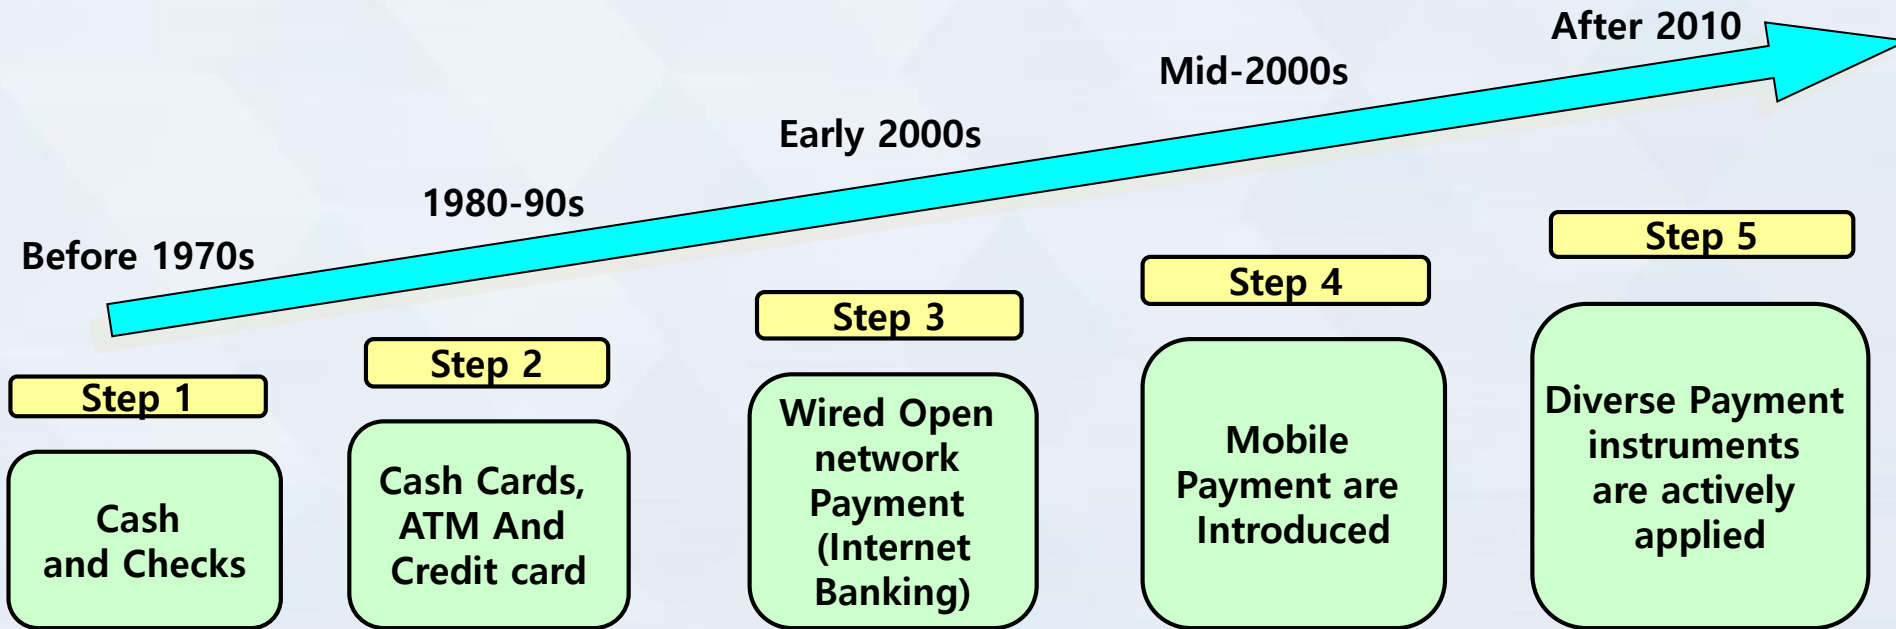 After 2010
Mid-2000s
Early 2000s
1980-90s
Before 1970s
Step 1
Cash
and Checks
Step 2
Cash Cards,
ATM And
Credit card
Step 3
Wired Open
network
Payment
(Internet
Banking)
Step 4
Mobile
Payment are
Introduced
Step 5
Diverse Payment
instruments
are actively
applied